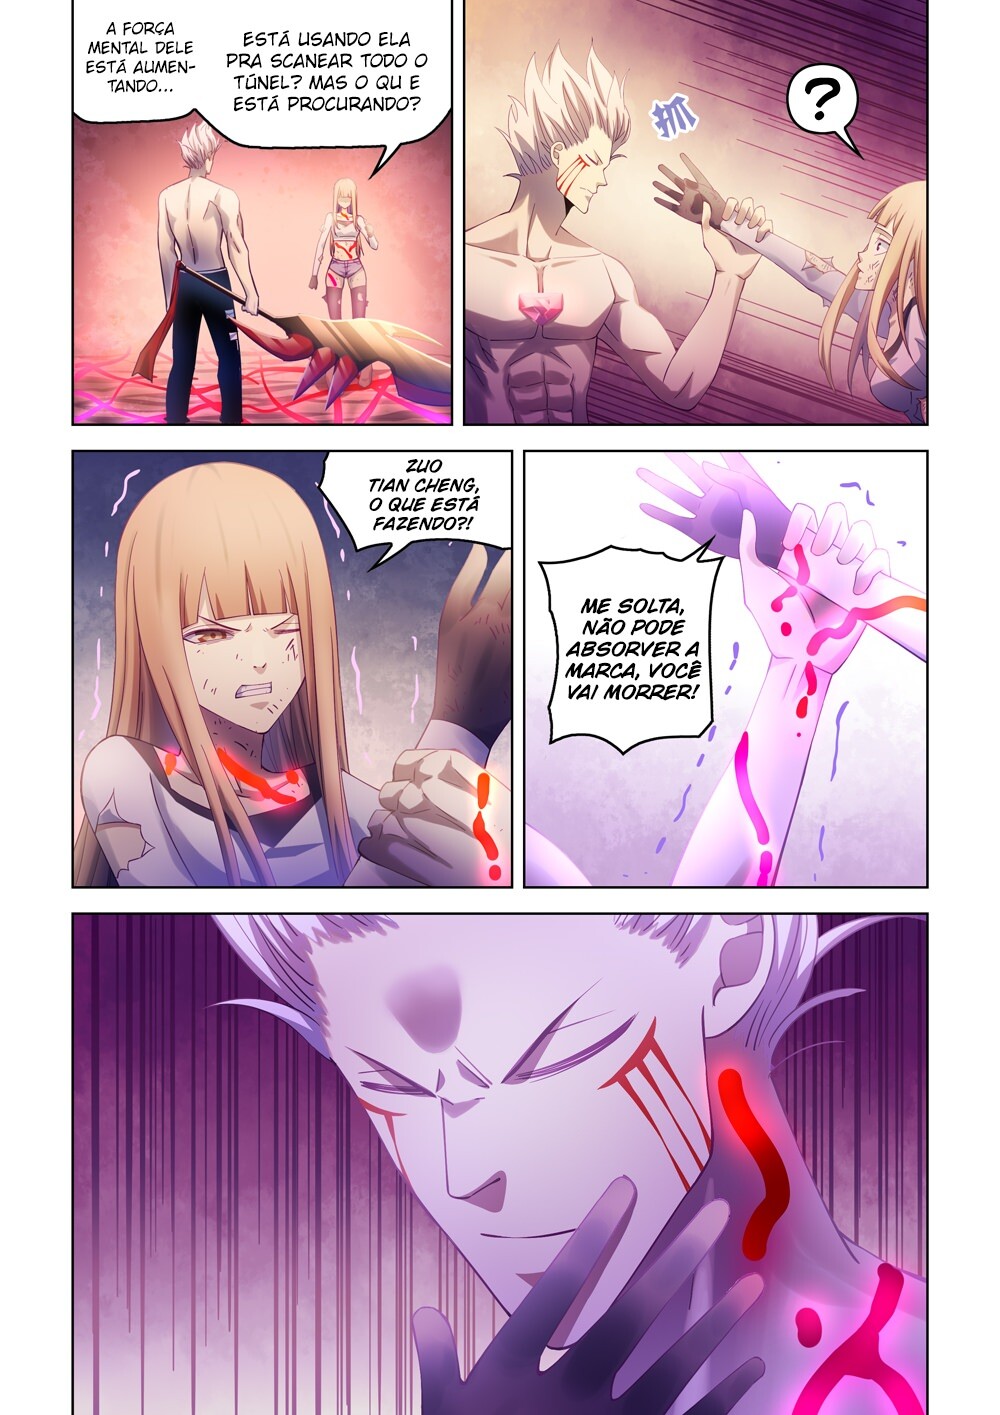 A FORÇA
MENTAL DELE
ESTÁ AUMEN-
TANDO...
ESTÁ USANDO ELA
PRA SCANEAR TODO O
TÚNEL? MAS O QU E
ESTÁ PROCURANDO?
?
ZUO
TIAN CHENG,
O QUE ESTÁ
FAZENDO?!
ME SOLTA,
NÃO PODE
ABSORVER A
MARCA, VOCÊ
VAI MORRER!